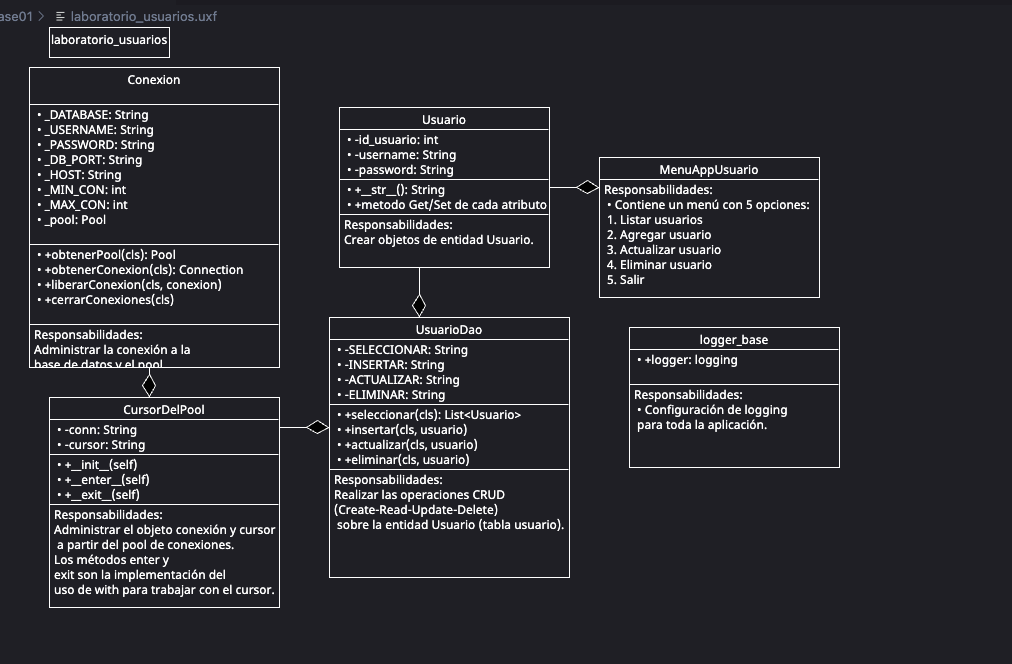 ase01 > laboratorio_usuarios.uxf
laboratorio_usuarios
Conexion
• _DATABASE: String
• _USERNAME: String
• _PASSWORD: String
• _DB_PORT: String
• _HOST: String
• _MIN_CON: int
• _MAX_CON: int
• _pool: Pool
• +obtenerPool(cls): Pool
• +obtenerConexion(cls): Connection
• +liberarConexion(cls, conexion)
• +cerrarConexiones(cls)
Responsabilidades:
Administrar la conexión a la
base de datos y el pool
CursorDelPool
• -conn: String
• -cursor: String
• +__init__(self)
• +__enter__(self)
• +__exit__(self)
Responsabilidades:
Administrar el objeto conexión y cursor
a partir del pool de conexiones.
Los métodos enter y
exit son la implementación del
uso de with para trabajar con el cursor.
Usuario
• -id_usuario: int
• -username: String
• -password: String
• +__str__(): String
• +metodo Get/Set de cada atributo
Responsabilidades:
Crear objetos de entidad Usuario.
UsuarioDao
• -SELECCIONAR: String
• -INSERTAR: String
• -ACTUALIZAR: String
• -ELIMINAR: String
• +seleccionar(cls): List<Usuario>
• +insertar(cls, usuario)
• +actualizar(cls, usuario)
• +eliminar(cls, usuario)
Responsabilidades:
Realizar las operaciones CRUD
(Create-Read-Update-Delete)
sobre la entidad Usuario (tabla usuario).
MenuAppUsuario
Responsabilidades:
• Contiene un menú con 5 opciones:
1. Listar usuarios
2. Agregar usuario
3. Actualizar usuario
4. Eliminar usuario
5. Salir
logger_base
• +logger: logging
Responsabilidades:
• Configuración de logging
para toda la aplicación.